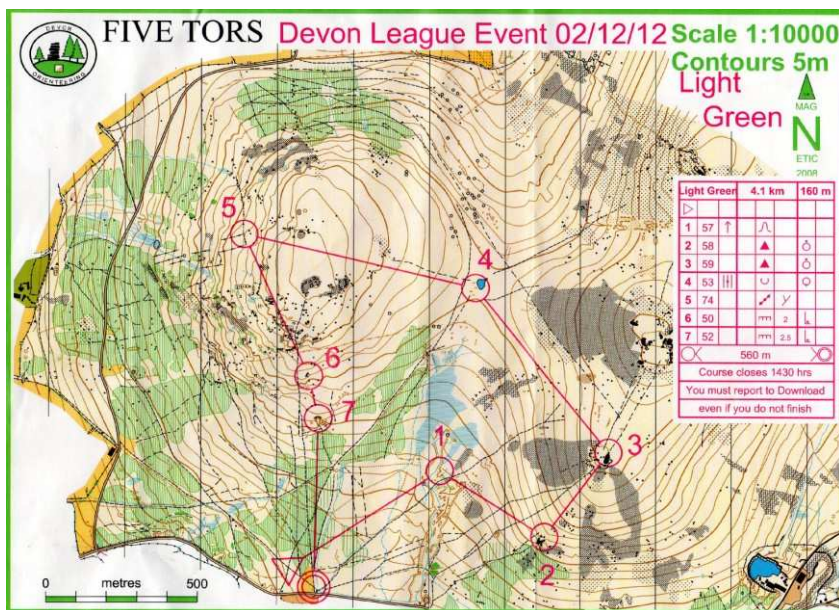 DEVON
ORIENTEERING
FIVE TORS Devon League Event 02/12/12 Scale 1:10000
Contours 5m
Light
Green
MAG
N
ETIC
2008
Light Green 4.1 km 160 m
1 57
2 58
3 59
4 53
5 74
6 50 2
7 52 2.5
560 m
Course closes 1430 hrs
You must report to Download
even if you do not finish
5
4
6
7
1
3
2
0 metres 500